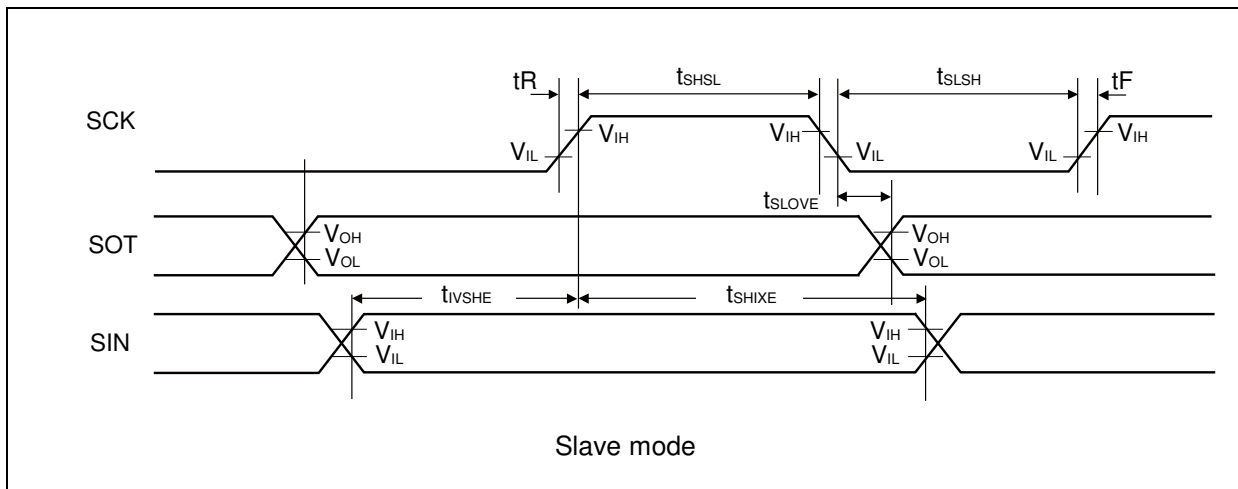 tR tSHSL tSLSH tF
SCK VIH VIH VIH
VIL VIL VIL
tSLOVE
SOT VOH VOH
VOL VOL
tIVSHE tSHIXE
SIN VIH VIH
VIL VIL
Slave mode